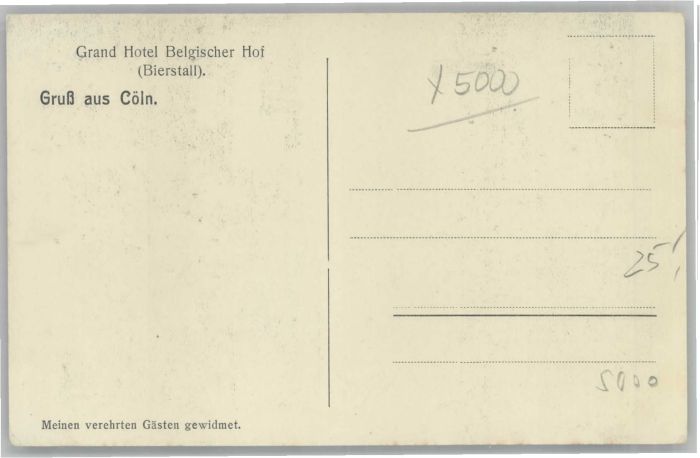 Grand Hotel Belgischer Hof
(Bierstall).
Gruß aus Cöln.
X 5000
25
5000
Meinen verehrten Gästen gewidmet.